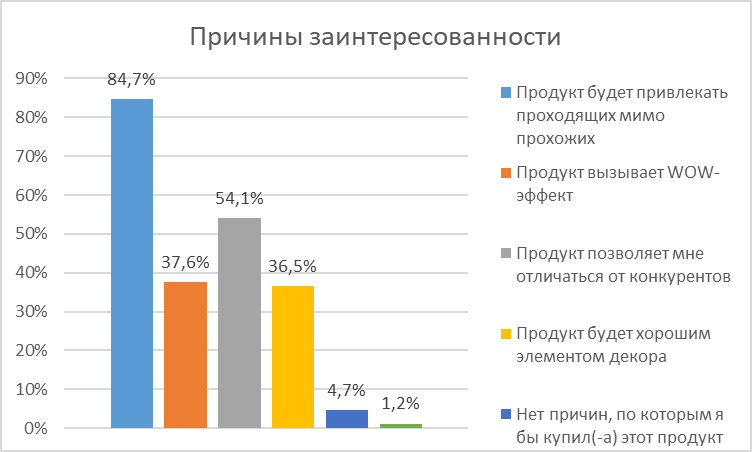 Причины заинтересованности
90%
80%
70%
60%
50%
40%
30%
20%
10%
0%
84,7%
37,6%
54,1%
36,5%
4,7%
1,2%
Продукт будет привлекать
проходящих мимо
прохожих
Продукт вызывает WOW-
эффект
Продукт позволяет мне
отличаться от конкурентов
Продукт будет хорошим
элементом декора
Нет причин, по которым я
бы купил(-а) этот продукт